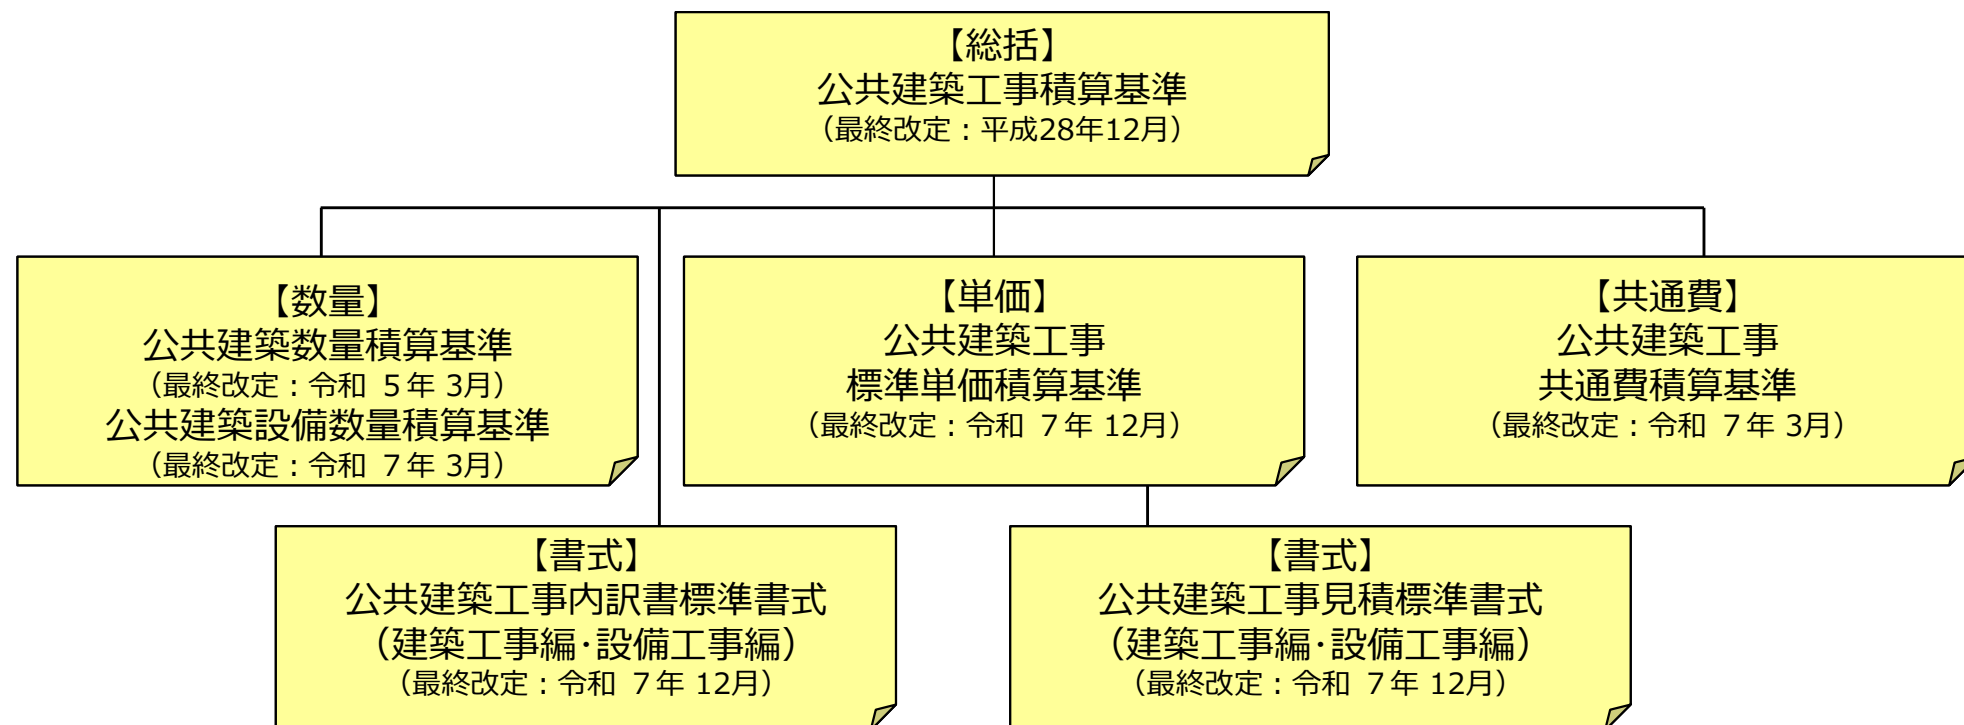 【総括】
公共建築工事積算基準
（最終改定：平成28年12月）
【数量】
公共建築数量積算基準
（最終改定：令和 5年 3月）
公共建築設備数量積算基準
（最終改定：令和 7年 3月）
【単価】
公共建築工事
標準単価積算基準
（最終改定：令和 7年 12月）
【共通費】
公共建築工事
共通費積算基準
（最終改定：令和 7年 3月）
【書式】
公共建築工事内訳書標準書式
（建築工事編･設備工事編）
（最終改定：令和 7年 12月）
【書式】
公共建築工事見積標準書式
（建築工事編･設備工事編）
（最終改定：令和 7年 12月）